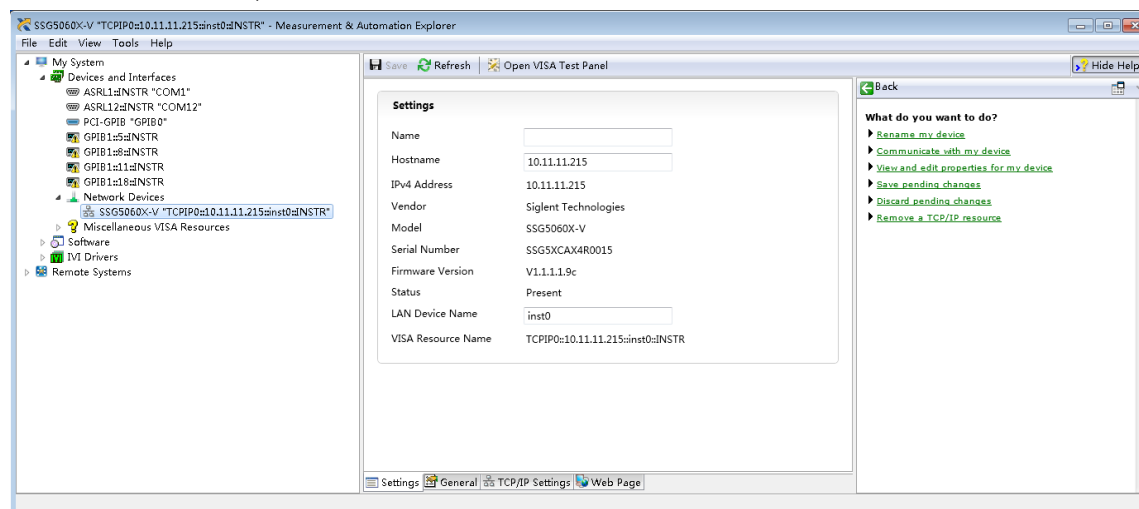 SSG5060X-V "TCPIP0::10.11.11.215::inst0::INSTR" - Measurement & Automation Explorer
File Edit View Tools Help
My System
Devices and Interfaces
ASRL1::INSTR "COM1"
ASRL12::INSTR "COM12"
PCI-GPIB "GPIB0"
GPIB1::5::INSTR
GPIB1::8::INSTR
GPIB1::11::INSTR
GPIB1::18::INSTR
Network Devices
SSG5060X-V "TCPIP0::10.11.11.215::inst0::INSTR"
Miscellaneous VISA Resources
Software
IVI Drivers
Remote Systems
Save Refresh Open VISA Test Panel
Settings
Name
Hostname 10.11.11.215
IPv4 Address 10.11.11.215
Vendor Siglent Technologies
Model SSG5060X-V
Serial Number SSG5XCAX4R0015
Firmware Version V1.1.1.1.9c
Status Present
LAN Device Name inst0
VISA Resource Name TCPIP0::10.11.11.215::inst0::INSTR
Settings General TCP/IP Settings Web Page
Hide Help
Back
What do you want to do?
Rename my device
Communicate with my device
View and edit properties for my device
Save pending changes
Discard pending changes
Remove a TCP/IP resource